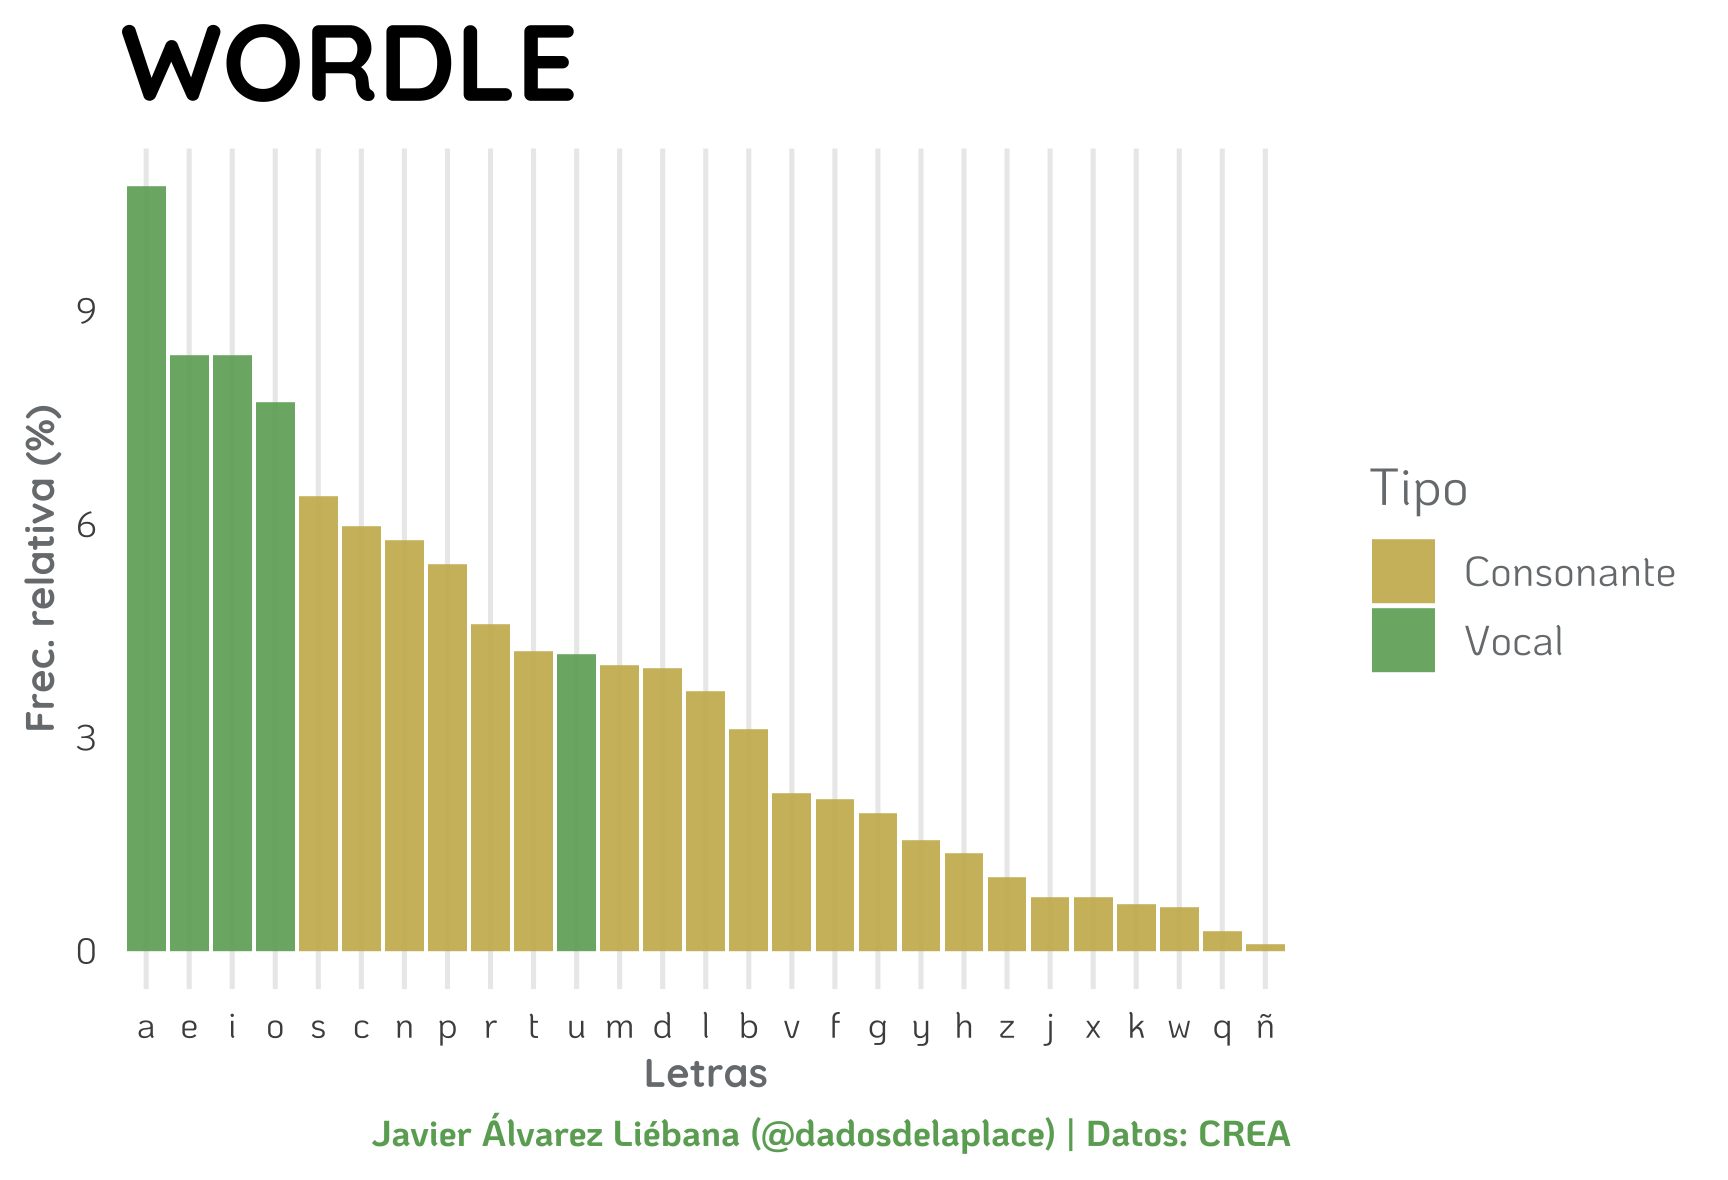 WORDLE
9
6
3
0
Frec. relativa (%)
a e i o s c n p r t u m d l b v f g y h z j x k w q ñ
Letras
Tipo
Consonante
Vocal
Javier Álvarez Liébana (@dadosdelaplace) | Datos: CREA